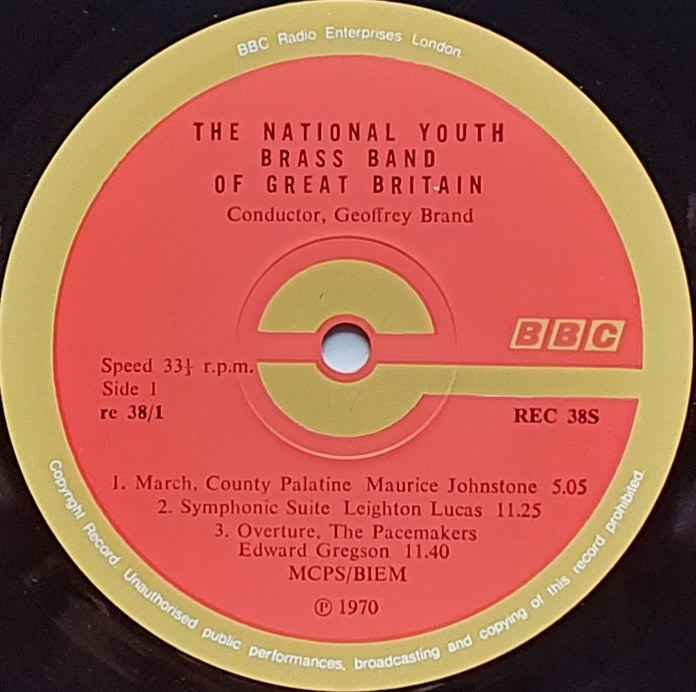 BBC Radio Enterprises London.
THE NATIONAL YOUTH
BRASS BAND
OF GREAT BRITAIN
Conductor, Geoffrey Brand
BBC
Speed 33⅓ r.p.m.
Side 1
re 38/1
REC 38S
1. March, County Palatine Maurice Johnstone 5.05
2. Symphonic Suite Leighton Lucas 11.25
3. Overture, The Pacemakers
Edward Gregson 11.40
MCPS/BIEM
℗ 1970
Copyright Record. Unauthorised public performances, broadcasting and copying of this record prohibited.